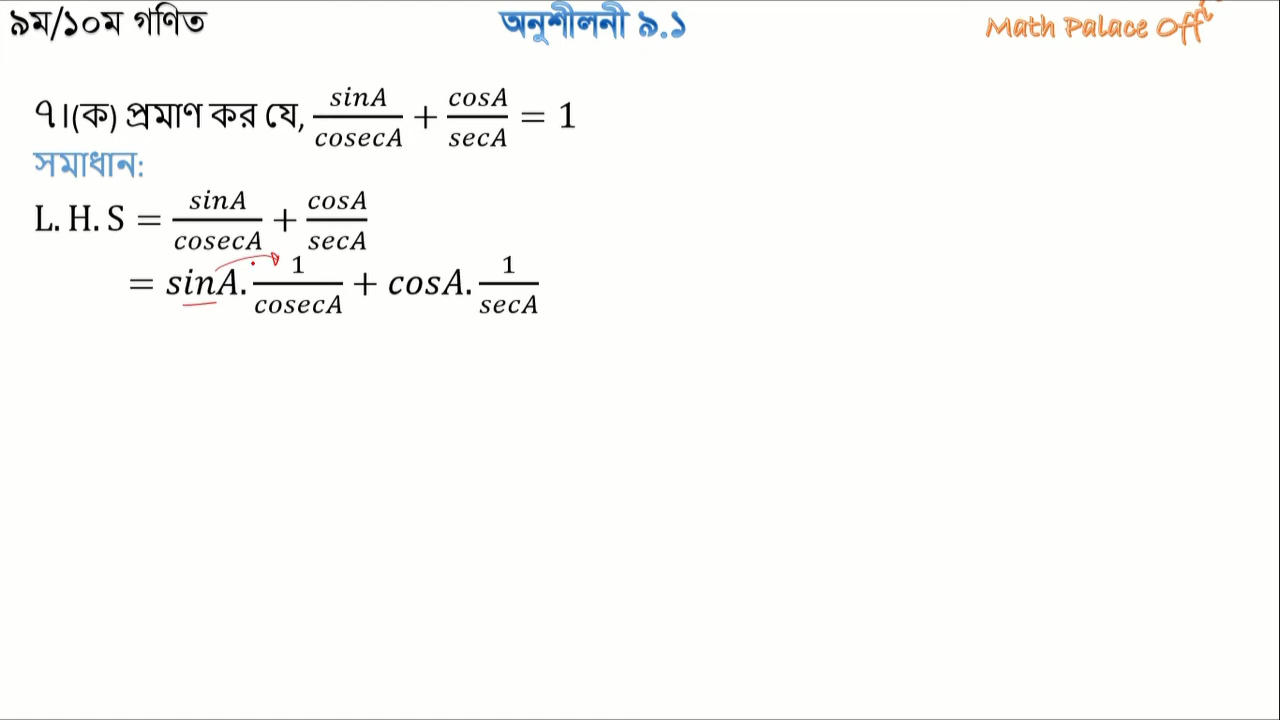 ৯ম/১০ম গণিত
অনুশীলনী ৯.১
Math Palace Offi
৭।(ক) প্রমাণ কর যে, sinA/cosecA + cosA/secA = 1
সমাধান:
L. H. S = sinA/cosecA + cosA/secA
= sinA. 1/cosecA + cosA. 1/secA